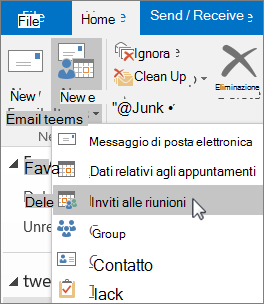 File Home Send / Receive
Ignora
Clean Up
New New e
"@Junk
Eliminazione
Email teems
Ne
Messaggio di posta elettronica
Fava
Dati relativi agli appuntamenti
Dele
Inviti alle riunioni
Unre
Group
Contatto
twe
lack